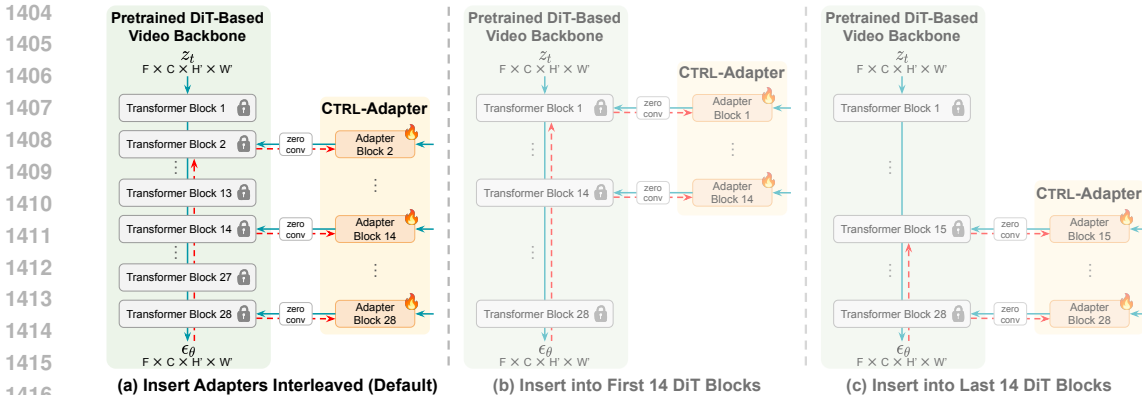 1404
1405
1406
1407
1408
1409
1410
1411
1412
1413
1414
1415
1416
Pretrained DiT-Based
Video Backbone
z_t
F × C × H' × W'
Transformer Block 1
Transformer Block 2
⋮
Transformer Block 13
Transformer Block 14
⋮
Transformer Block 27
Transformer Block 28
ϵ_θ
F × C × H' × W'
CTRL-Adapter
zero
conv
Adapter
Block 2
⋮
zero
conv
Adapter
Block 14
⋮
zero
conv
Adapter
Block 28
(a) Insert Adapters Interleaved (Default)
Pretrained DiT-Based
Video Backbone
z_t
F × C × H' × W'
Transformer Block 1
⋮
Transformer Block 14
⋮
Transformer Block 28
ϵ_θ
F × C × H' × W'
CTRL-Adapter
zero
conv
Adapter
Block 1
⋮
zero
conv
Adapter
Block 14
(b) Insert into First 14 DiT Blocks
Pretrained DiT-Based
Video Backbone
z_t
F × C × H' × W'
Transformer Block 1
Transformer Block 15
⋮
Transformer Block 28
ϵ_θ
F × C × H' × W'
CTRL-Adapter
zero
conv
Adapter
Block 15
⋮
zero
conv
Adapter
Block 28
(c) Insert into Last 14 DiT Blocks